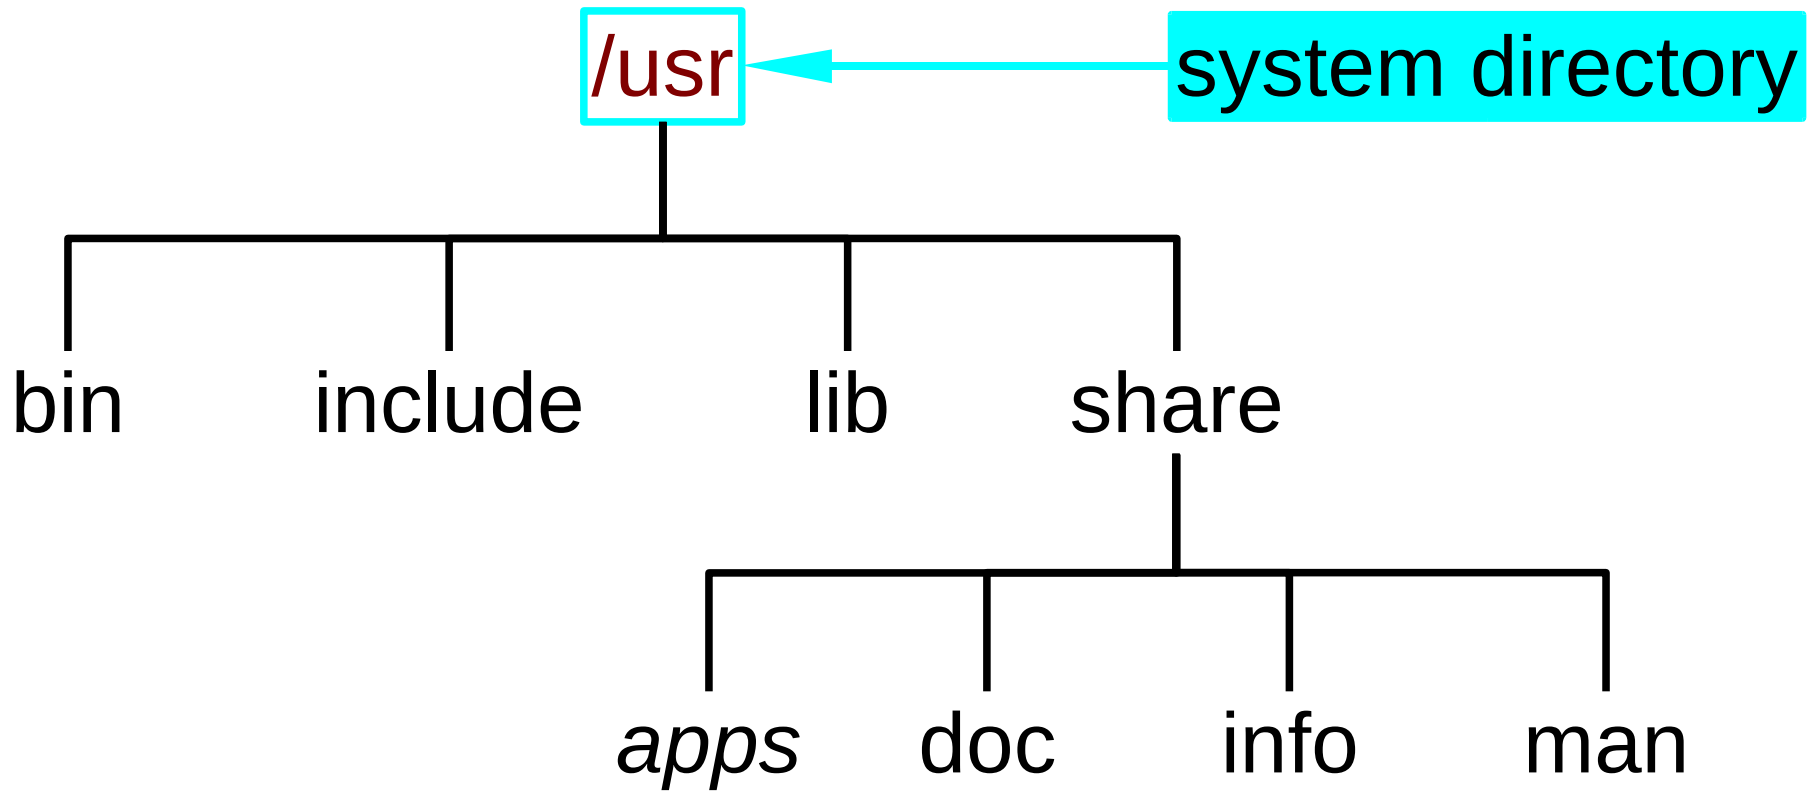 /usr system directory
bin include lib share
apps doc info man